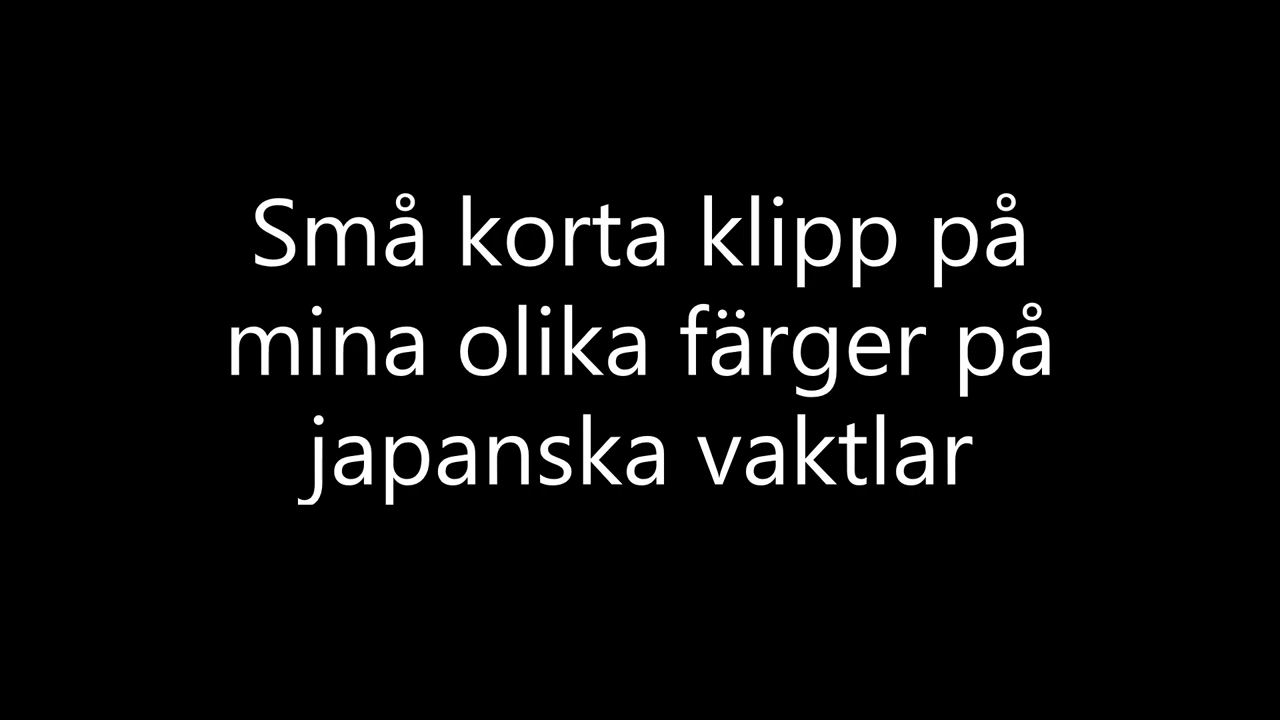 Små korta klipp på
mina olika färger på
japanska vaktlar